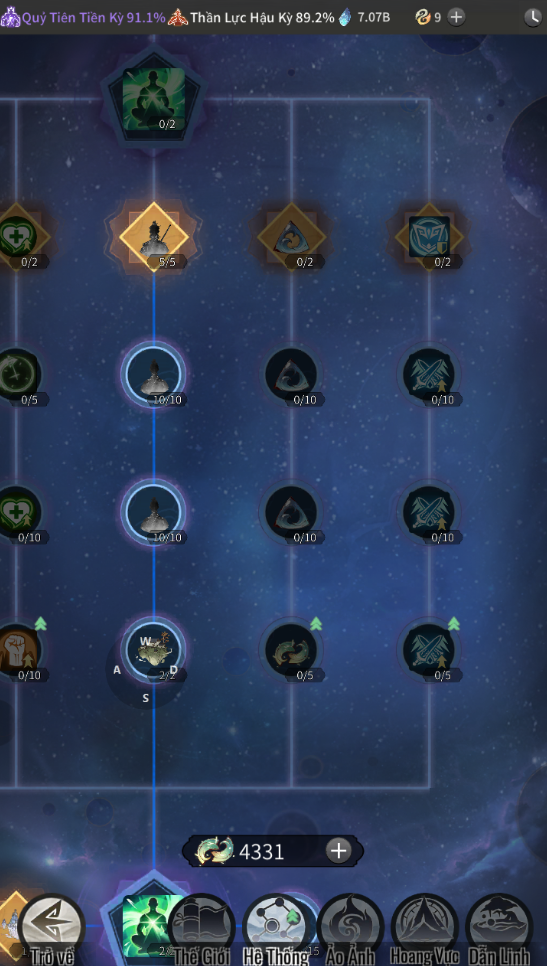 Quỷ Tiên Tiền Kỳ 91.1% Thần Lực Hậu Kỳ 89.2% 7.07B 9
0/2
0/2 5/5 0/2 0/2
0/5 10/10 0/10 0/10
0/10 10/10 0/10 0/10
W
A D
S
0/10 2/2 0/5 0/5
4331
Trở về Thế Giới Hệ Thống Ảo Ảnh Hoang Vực Dẫn Linh